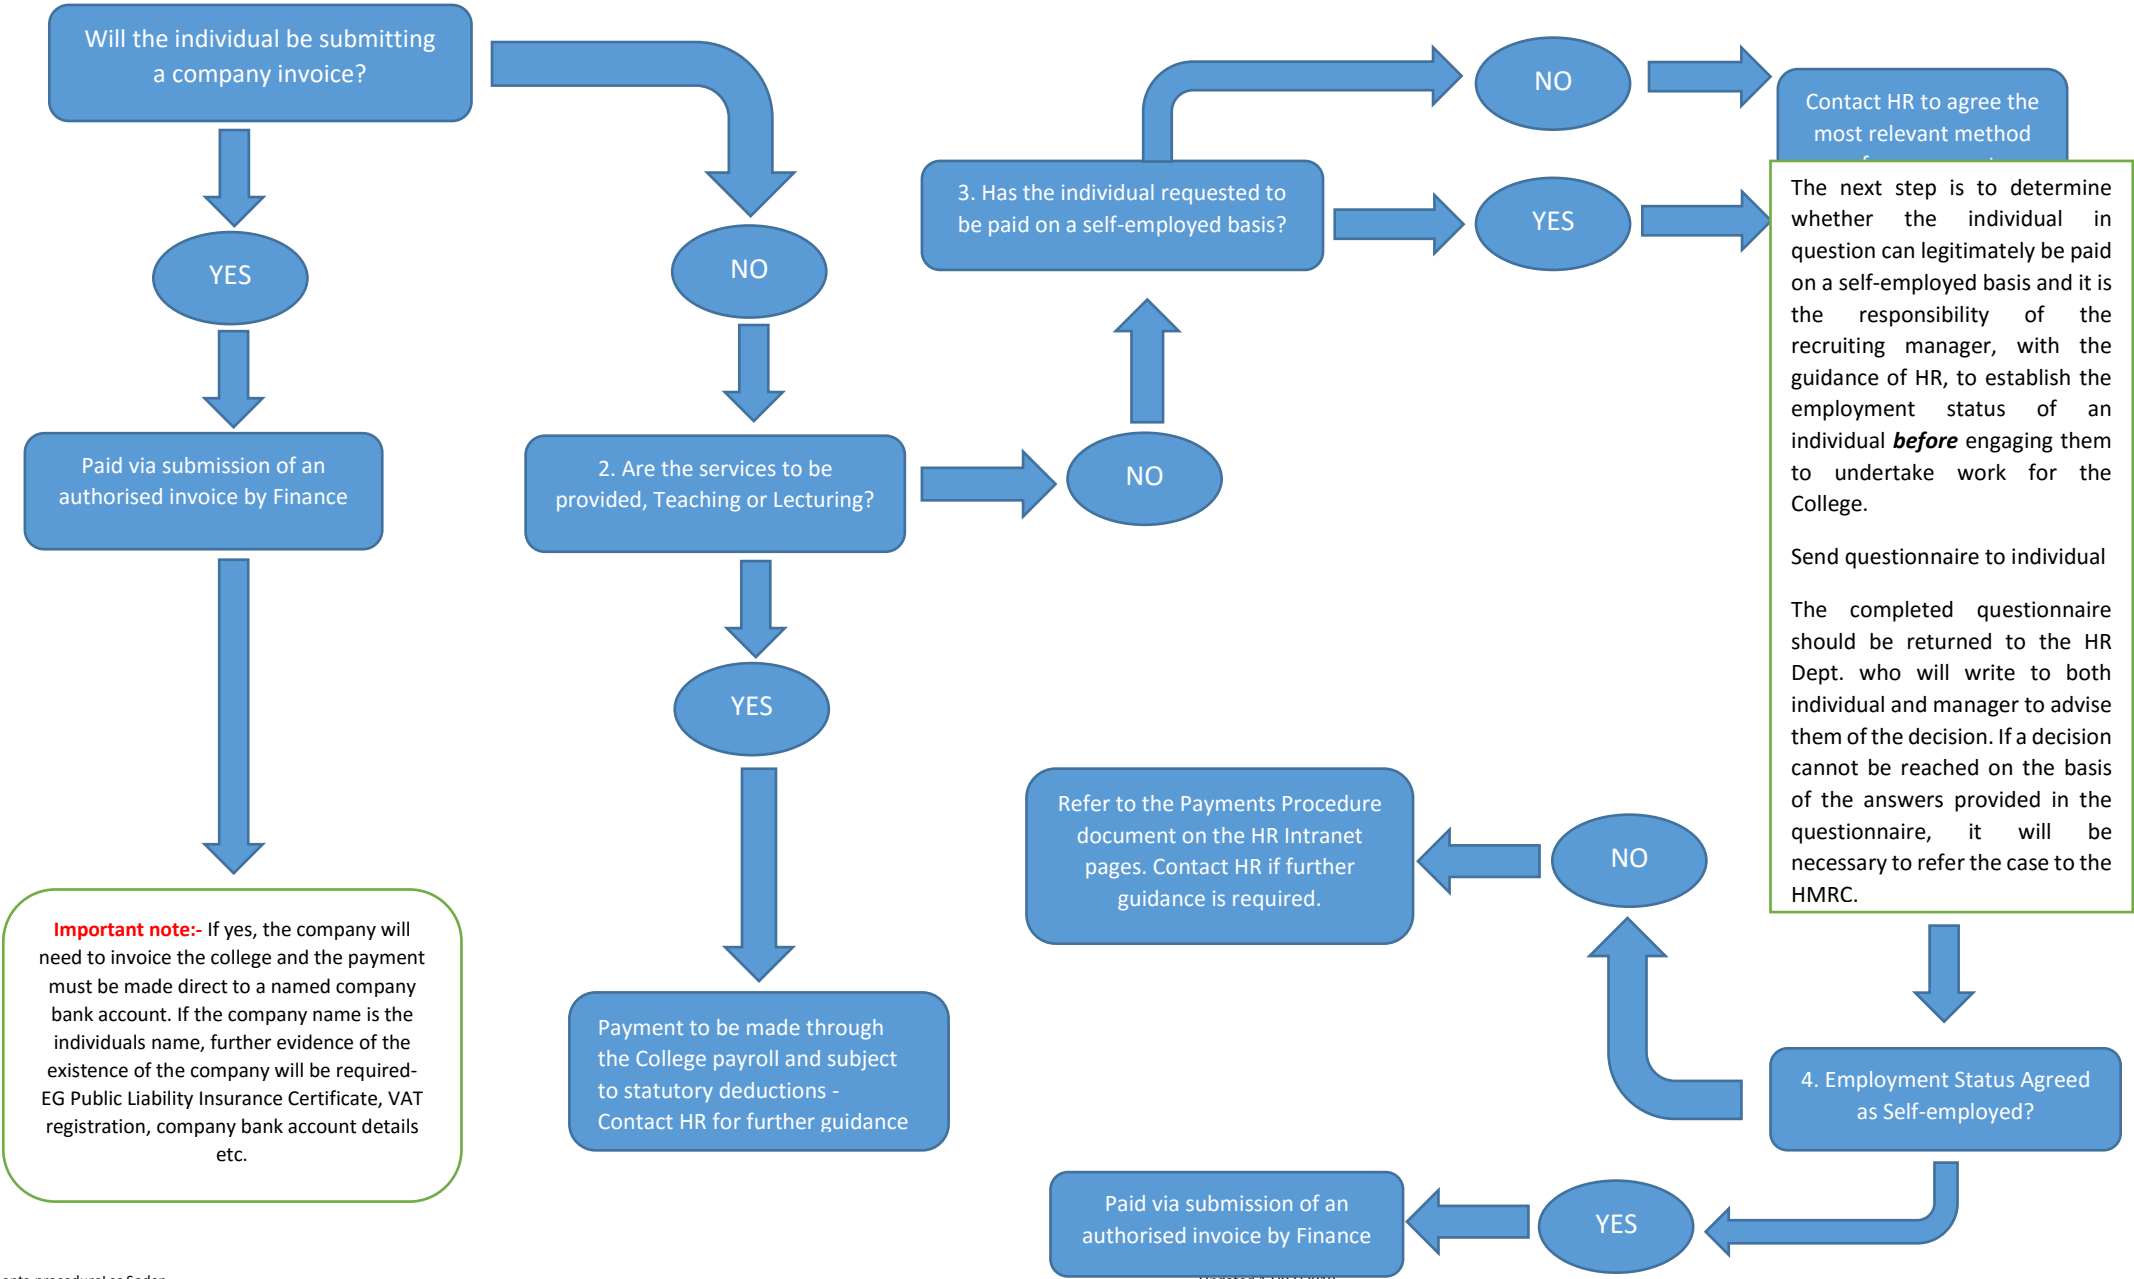 Will the individual be submitting
a company invoice?
YES
Paid via submission of an
authorised invoice by Finance
Important note:- If yes, the company will
need to invoice the college and the payment
must be made direct to a named company
bank account. If the company name is the
individuals name, further evidence of the
existence of the company will be required-
EG Public Liability Insurance Certificate, VAT
registration, company bank account details
etc.
NO
2. Are the services to be
provided, Teaching or Lecturing?
YES
Payment to be made through
the College payroll and subject
to statutory deductions -
Contact HR for further guidance
NO
3. Has the individual requested to
be paid on a self-employed basis?
NO
Contact HR to agree the
most relevant method
YES
The next step is to determine
whether the individual in
question can legitimately be paid
on a self-employed basis and it is
the responsibility of the
recruiting manager, with the
guidance of HR, to establish the
employment status of an
individual before engaging them
to undertake work for the
College.
Send questionnaire to individual
The completed questionnaire
should be returned to the HR
Dept. who will write to both
individual and manager to advise
them of the decision. If a decision
cannot be reached on the basis
of the answers provided in the
questionnaire, it will be
necessary to refer the case to the
HMRC.
4. Employment Status Agreed
as Self-employed?
NO
Refer to the Payments Procedure
document on the HR Intranet
pages. Contact HR if further
guidance is required.
YES
Paid via submission of an
authorised invoice by Finance